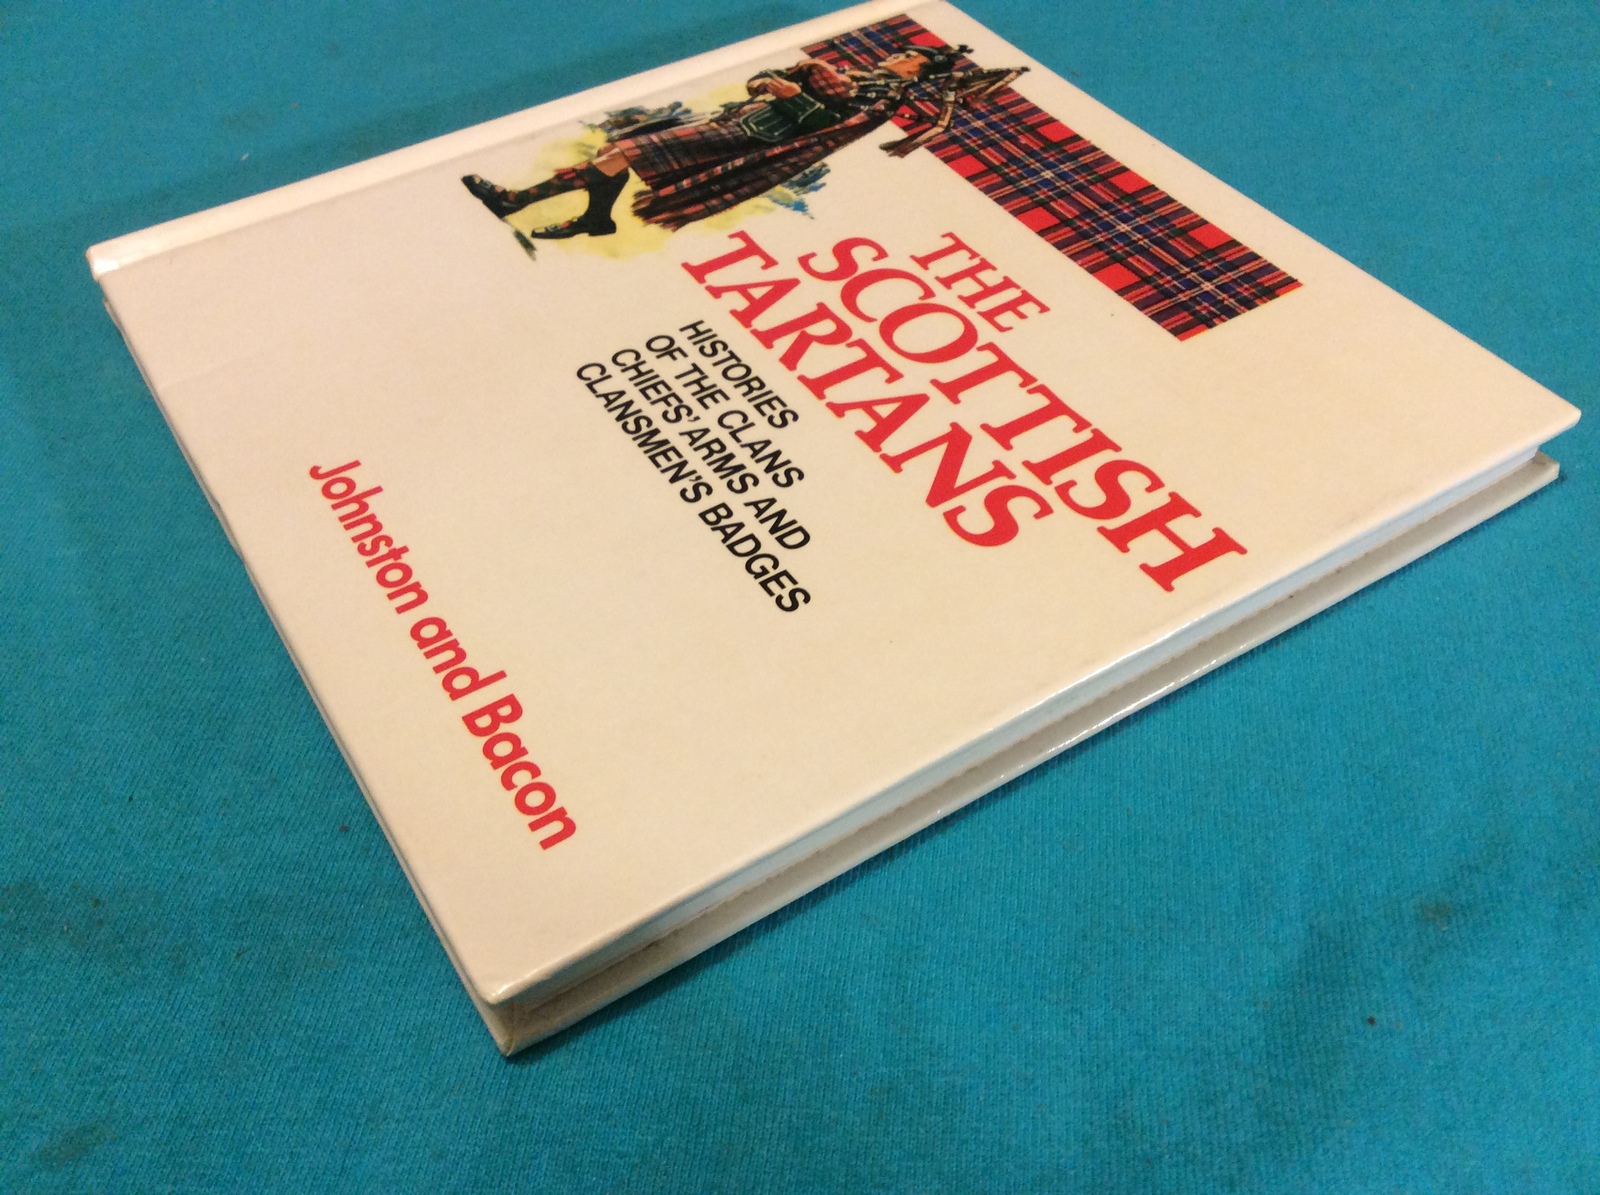 THE
SCOTTISH
TARTANS
HISTORIES
OF THE CLANS
CHIEFS' ARMS AND
CLANSMEN'S BADGES
Johnston and Bacon